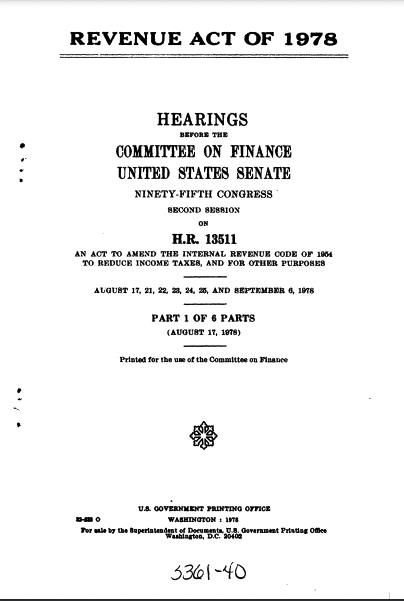 REVENUE ACT OF 1978
HEARINGS
BEFORE THE
COMMITTEE ON FINANCE
UNITED STATES SENATE
NINETY-FIFTH CONGRESS
SECOND SESSION
ON
H.R. 13511
AN ACT TO AMEND THE INTERNAL REVENUE CODE OF 1954
TO REDUCE INCOME TAXES, AND FOR OTHER PURPOSES
AUGUST 17, 21, 22, 23, 24, 25, AND SEPTEMBER 6, 1978
PART 1 OF 6 PARTS
(AUGUST 17, 1978)
Printed for the use of the Committee on Finance
U.S. GOVERNMENT PRINTING OFFICE
O WASHINGTON : 1978
For sale by the Superintendent of Documents, U.S. Government Printing Office
Washington, D.C. 20402
5361-40